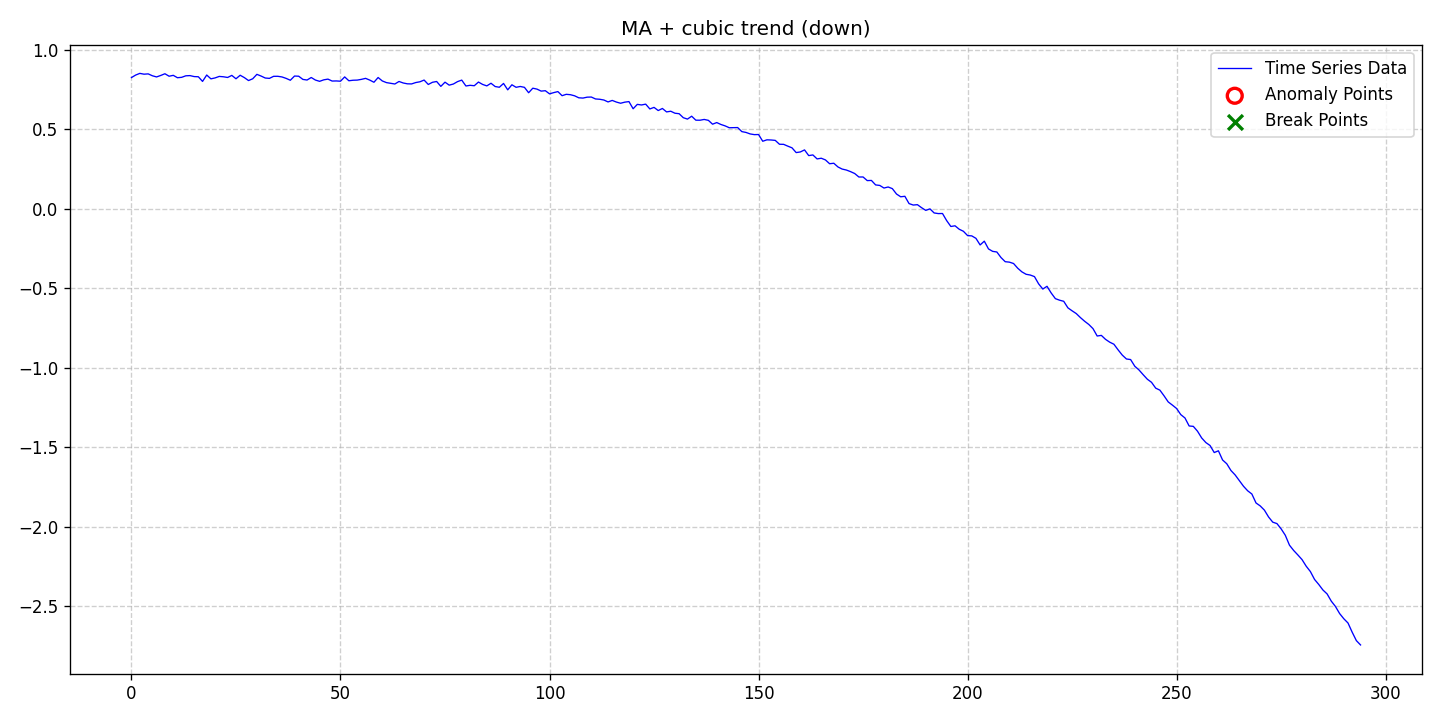 MA + cubic trend (down)
Time Series Data
Anomaly Points
Break Points
1.0
0.5
0.0
−0.5
−1.0
−1.5
−2.0
−2.5
0 50 100 150 200 250 300